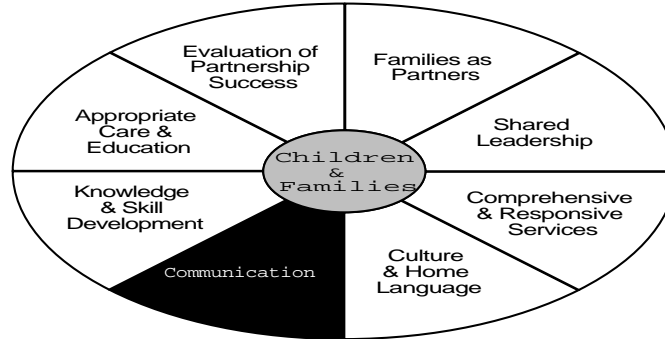 Evaluation of
Partnership
Success
Families as
Partners
Appropriate
Care &
Education
Shared
Leadership
Children
&
Families
Knowledge
& Skill
Development
Comprehensive
& Responsive
Services
Communication
Culture
& Home
Language